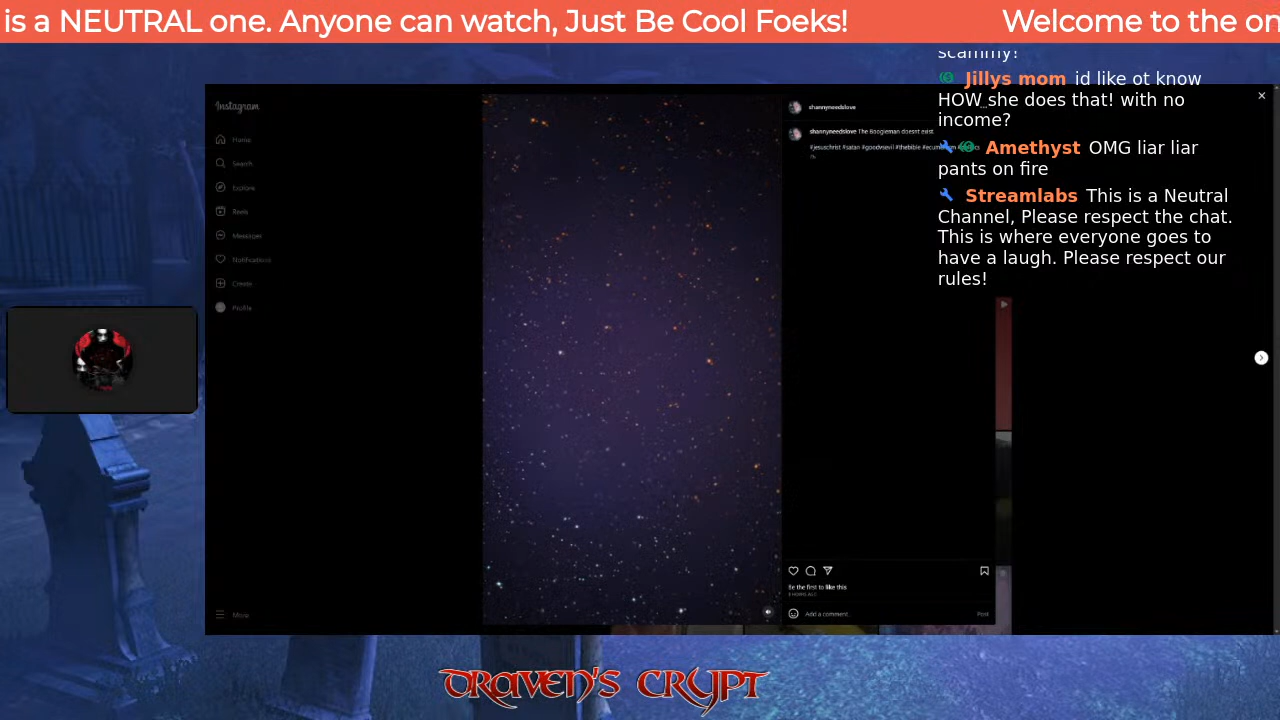 is a NEUTRAL one. Anyone can watch, Just Be Cool Foeks!
Welcome to the on
scammy!
Jillys mom id like ot know
HOW she does that! with no
income?
Amethyst OMG liar liar
pants on fire
Streamlabs This is a Neutral
Channel, Please respect the chat.
This is where everyone goes to
have a laugh. Please respect our
rules!
Instagram
Home
Search
Explore
Reels
Messages
Notifications
Create
Profile
More
shannyneedslove
shannyneedslove The Boogieman doesnt exist.
#jesuschrist #satan #goodvsevil #thebible
Be the first to like this
Add a comment...
Post
DRAVEN'S CRYPT